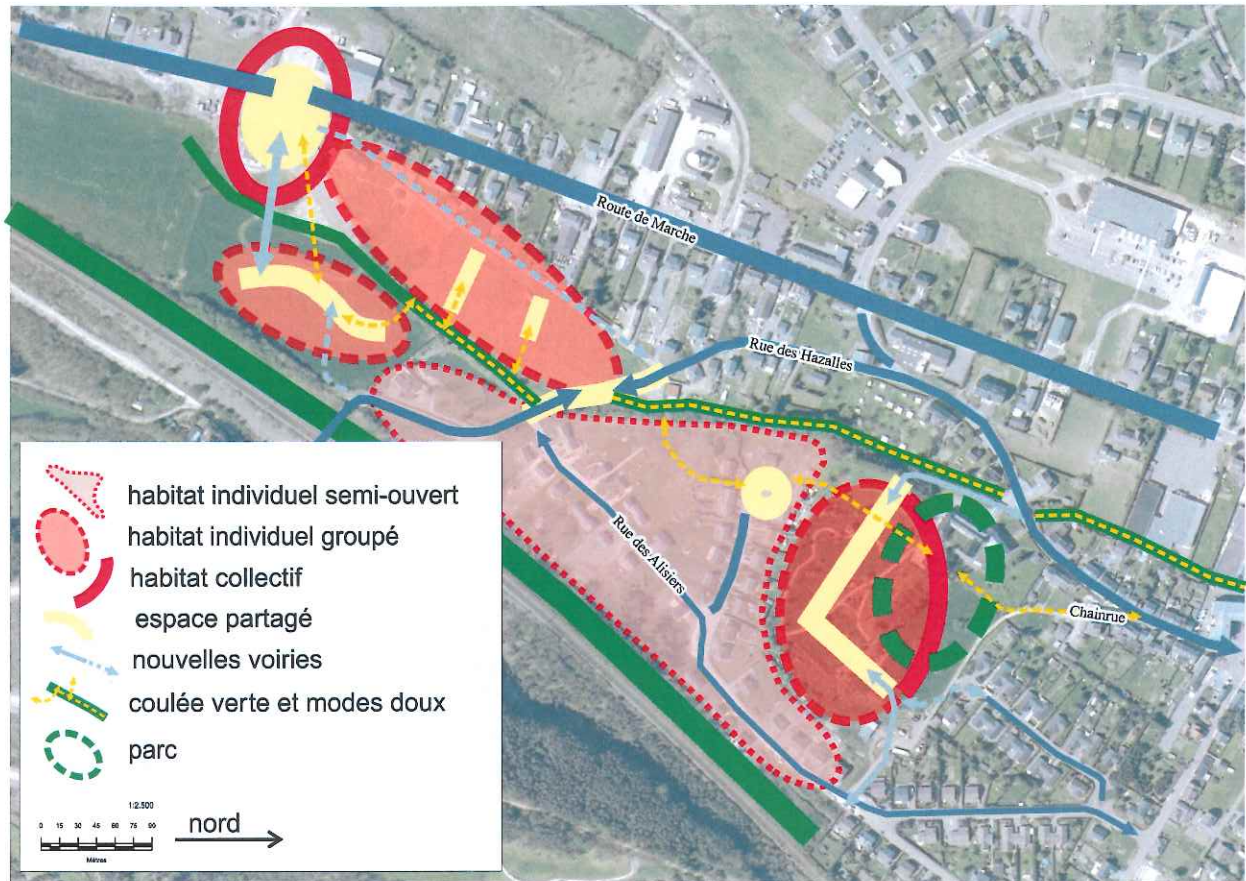 Route de Marche
Rue des Hazalles
Rue des Alisiers
Chainrue
habitat individuel semi-ouvert
habitat individuel groupé
habitat collectif
espace partagé
nouvelles voiries
coulée verte et modes doux
parc
1:2.500
0 15 30 45 60 75 90
Mètres
nord